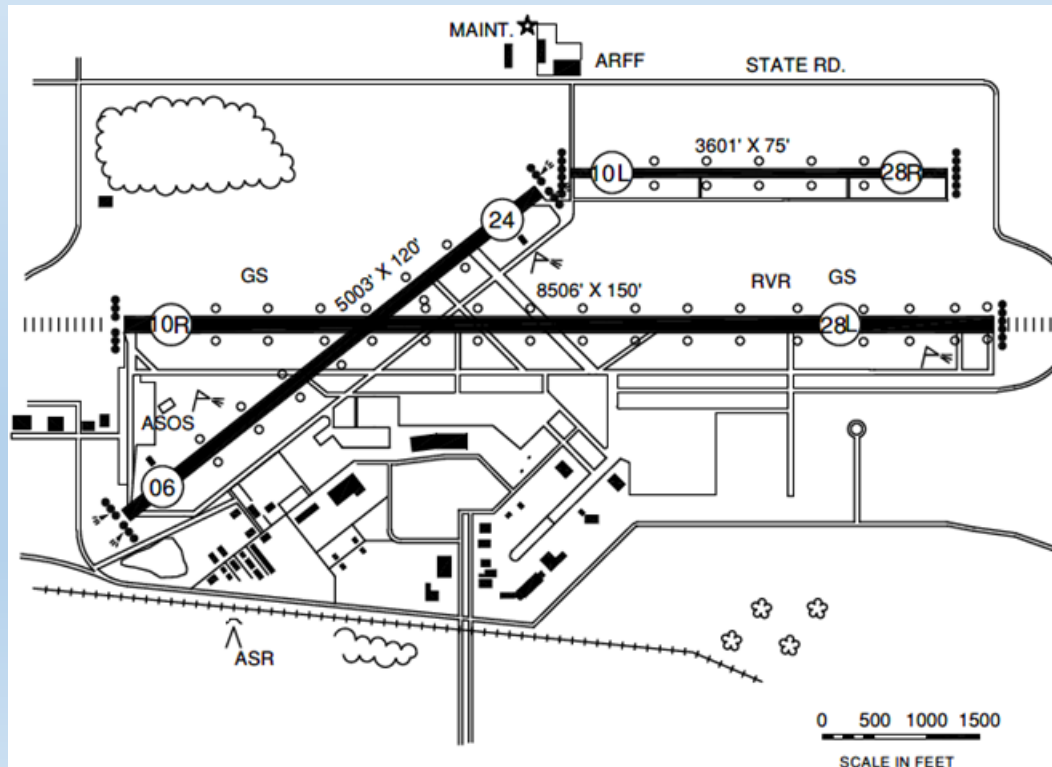 MAINT.
ARFF
STATE RD.
3601' X 75'
10L
28R
24
5003' X 120'
GS
8506' X 150'
RVR
GS
10R
28L
ASOS
06
ASR
0 500 1000 1500
SCALE IN FEET